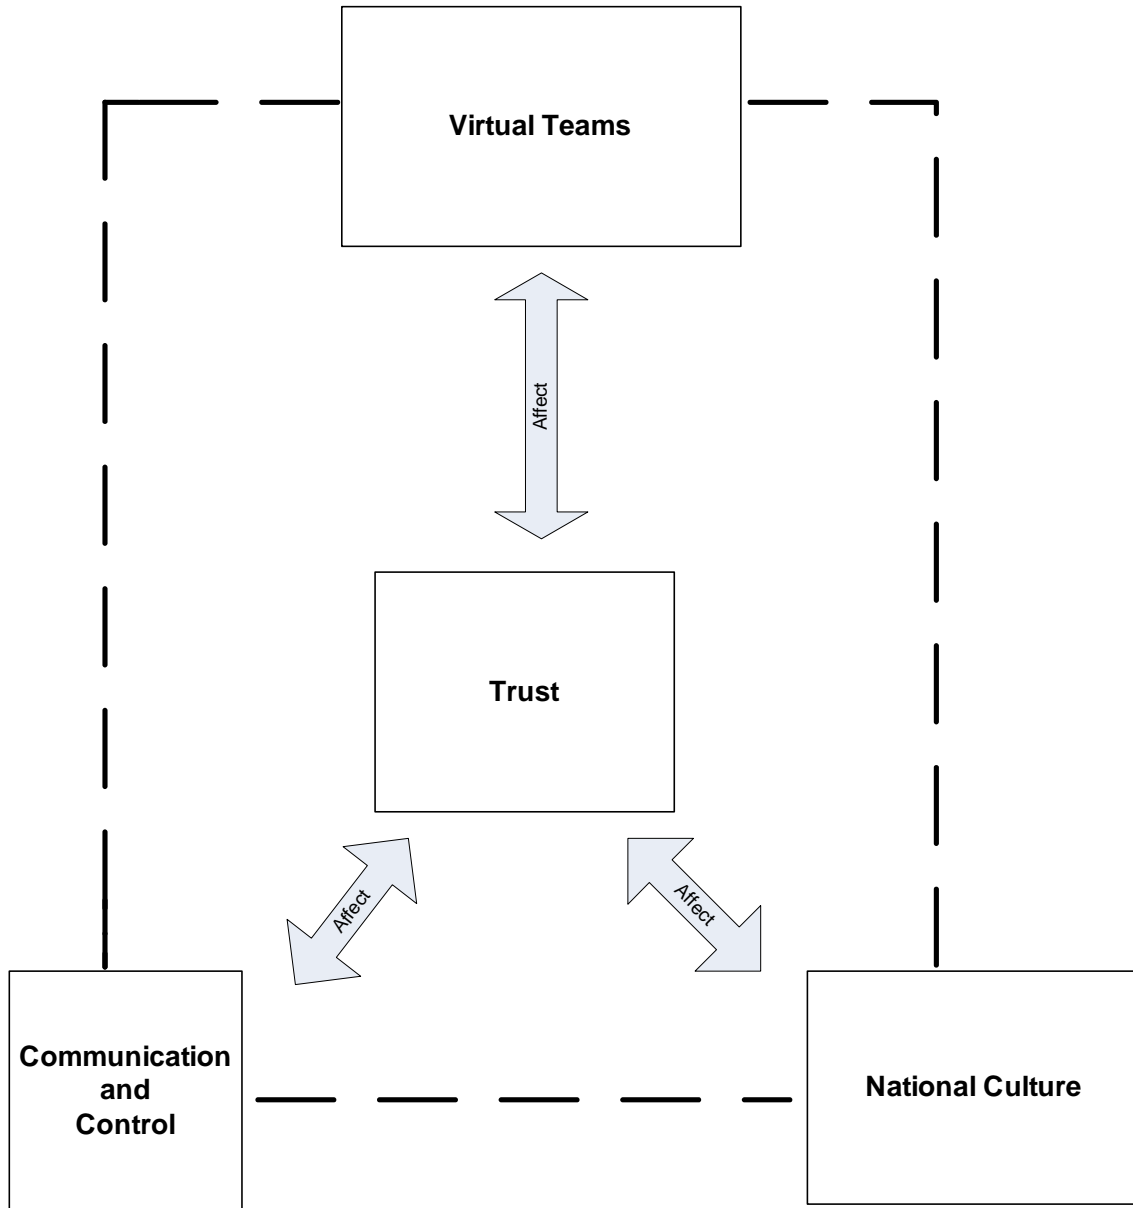 Virtual Teams
Affect
Trust
Affect
Affect
Communication
and
Control
National Culture